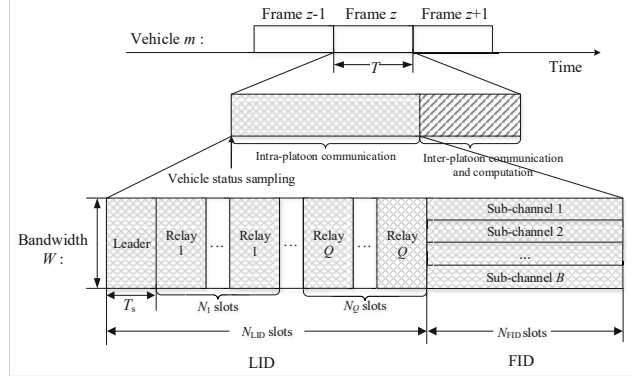 Frame z-1 Frame z Frame z+1
Vehicle m :
T
Time
Intra-platoon communication
Inter-platoon communication
and computation
Vehicle status sampling
Bandwidth
W :
Leader
Relay
1
...
Relay
1
...
Relay
Q
...
Relay
Q
Sub-channel 1
Sub-channel 2
...
Sub-channel B
Ts
N1 slots
NQ slots
NLID slots
NFID slots
LID
FID